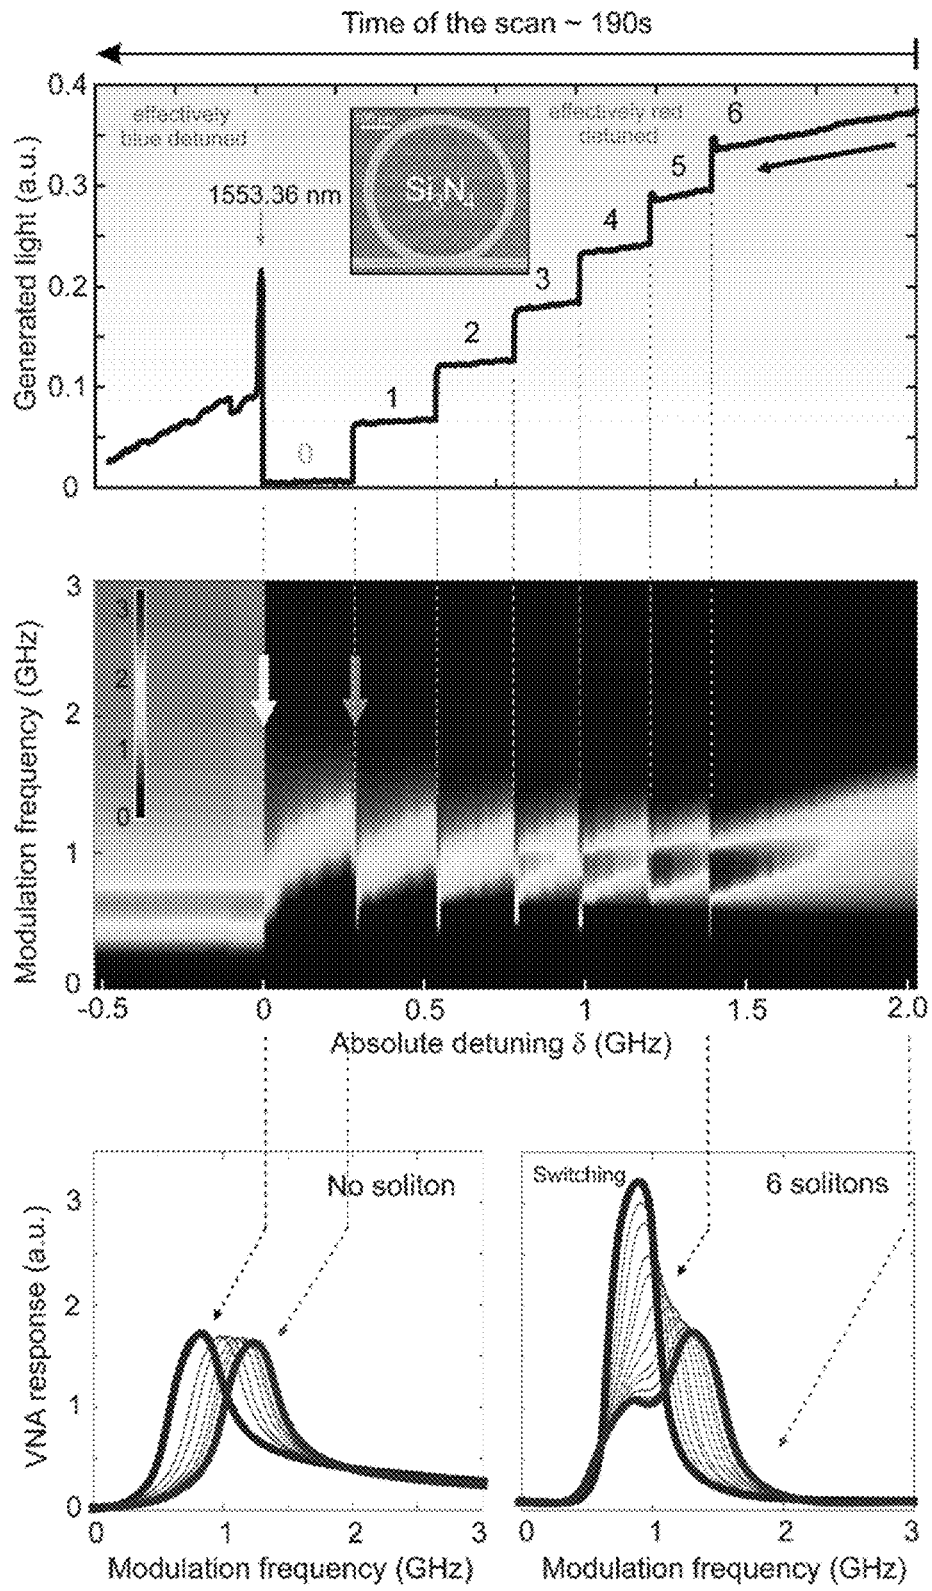 Time of the scan ~ 190s
0.4
0.3
0.2
0.1
0
Generated light (a.u.)
effectively
blue detuned
effectively red
detuned
1553.36 nm
Si3N4
0
1
2
3
4
5
6
3
2
1
0
Modulation frequency (GHz)
3
2
1
0
-0.5
0
0.5
1
1.5
2.0
Absolute detuning δ (GHz)
No soliton
3
2
1
0
VNA response (a.u.)
0
1
2
3
Modulation frequency (GHz)
Switching
6 solitons
0
1
2
3
Modulation frequency (GHz)